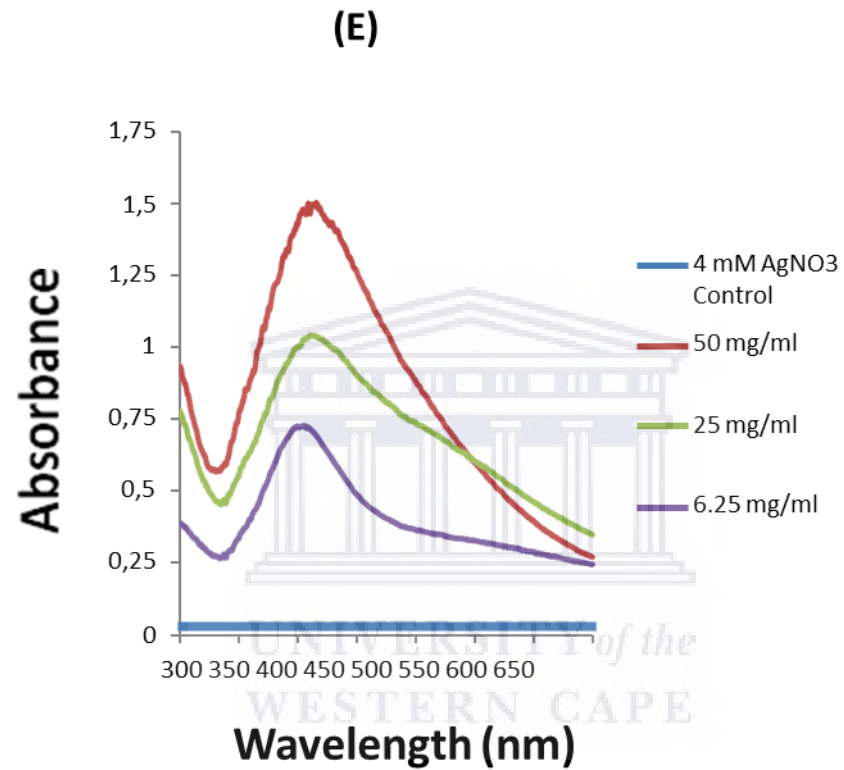 (E)
1,75
1,5
1,25
1
0,75
0,5
0,25
0
300 350 400 450 500 550 600 650
Absorbance
Wavelength (nm)
4 mM AgNO3
Control
50 mg/ml
25 mg/ml
6.25 mg/ml
UNIVERSITY of the
WESTERN CAPE